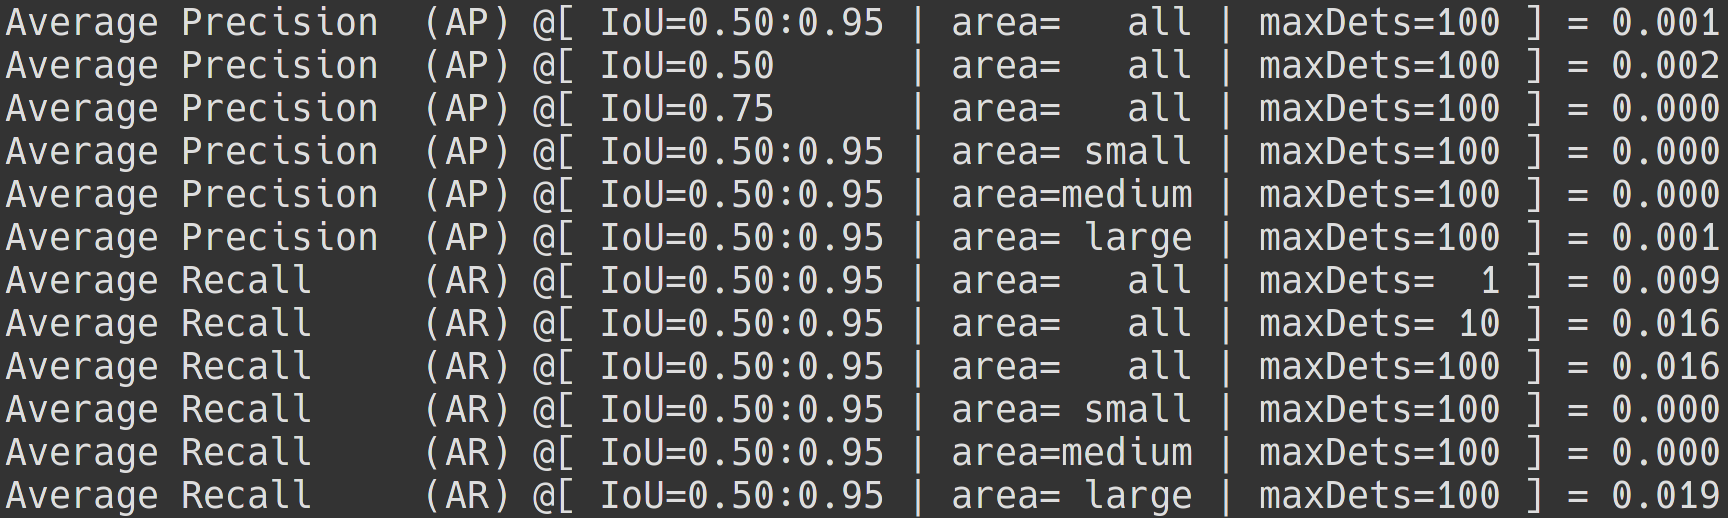 Average Precision  (AP) @[ IoU=0.50:0.95 | area=   all | maxDets=100 ] = 0.001
Average Precision  (AP) @[ IoU=0.50      | area=   all | maxDets=100 ] = 0.002
Average Precision  (AP) @[ IoU=0.75      | area=   all | maxDets=100 ] = 0.000
Average Precision  (AP) @[ IoU=0.50:0.95 | area= small | maxDets=100 ] = 0.000
Average Precision  (AP) @[ IoU=0.50:0.95 | area=medium | maxDets=100 ] = 0.000
Average Precision  (AP) @[ IoU=0.50:0.95 | area= large | maxDets=100 ] = 0.001
Average Recall     (AR) @[ IoU=0.50:0.95 | area=   all | maxDets=  1 ] = 0.009
Average Recall     (AR) @[ IoU=0.50:0.95 | area=   all | maxDets= 10 ] = 0.016
Average Recall     (AR) @[ IoU=0.50:0.95 | area=   all | maxDets=100 ] = 0.016
Average Recall     (AR) @[ IoU=0.50:0.95 | area= small | maxDets=100 ] = 0.000
Average Recall     (AR) @[ IoU=0.50:0.95 | area=medium | maxDets=100 ] = 0.000
Average Recall     (AR) @[ IoU=0.50:0.95 | area= large | maxDets=100 ] = 0.019